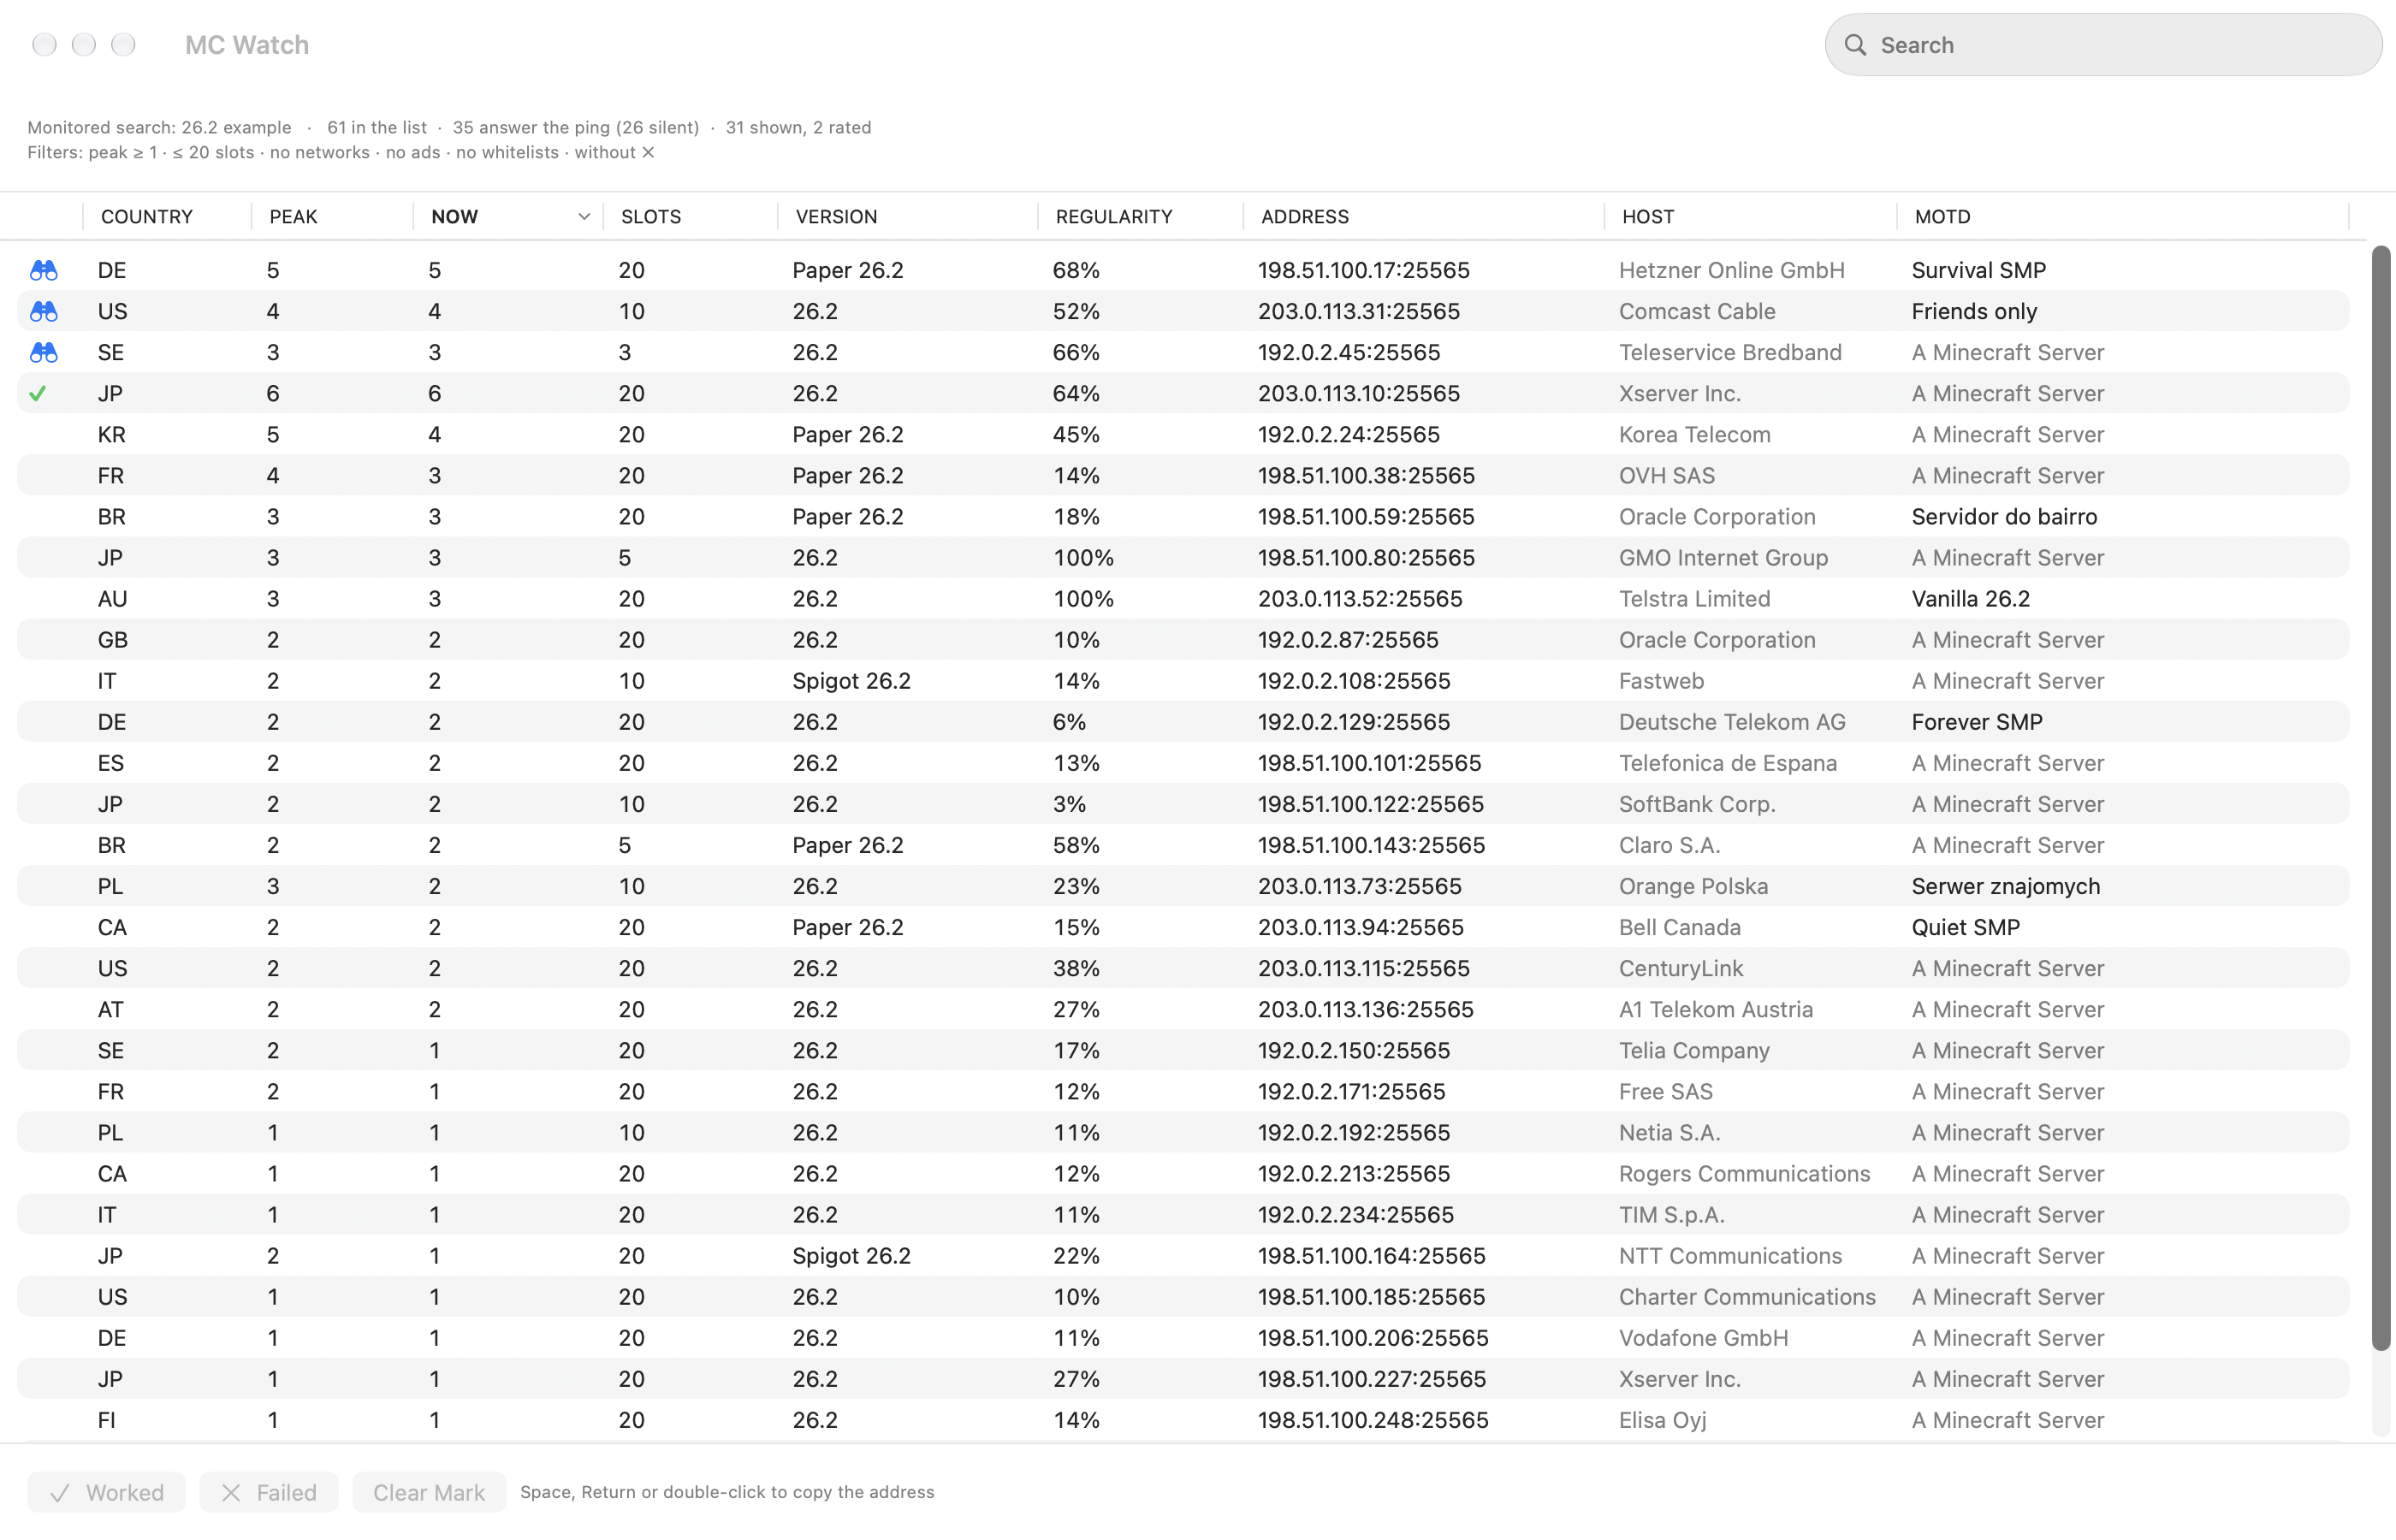 MC Watch
Search
Monitored search: 26.2 example · 61 in the list · 35 answer the ping (26 silent) · 31 shown, 2 rated
Filters: peak ≥ 1 · ≤ 20 slots · no networks · no ads · no whitelists · without ✕
COUNTRY PEAK NOW SLOTS VERSION REGULARITY ADDRESS HOST MOTD
DE 5 5 20 Paper 26.2 68% 198.51.100.17:25565 Hetzner Online GmbH Survival SMP
US 4 4 10 26.2 52% 203.0.113.31:25565 Comcast Cable Friends only
SE 3 3 3 26.2 66% 192.0.2.45:25565 Teleservice Bredband A Minecraft Server
JP 6 6 20 26.2 64% 203.0.113.10:25565 Xserver Inc. A Minecraft Server
KR 5 4 20 Paper 26.2 45% 192.0.2.24:25565 Korea Telecom A Minecraft Server
FR 4 3 20 Paper 26.2 14% 198.51.100.38:25565 OVH SAS A Minecraft Server
BR 3 3 20 Paper 26.2 18% 198.51.100.59:25565 Oracle Corporation Servidor do bairro
JP 3 3 5 26.2 100% 198.51.100.80:25565 GMO Internet Group A Minecraft Server
AU 3 3 20 26.2 100% 203.0.113.52:25565 Telstra Limited Vanilla 26.2
GB 2 2 20 26.2 10% 192.0.2.87:25565 Oracle Corporation A Minecraft Server
IT 2 2 10 Spigot 26.2 14% 192.0.2.108:25565 Fastweb A Minecraft Server
DE 2 2 20 26.2 6% 192.0.2.129:25565 Deutsche Telekom AG Forever SMP
ES 2 2 20 26.2 13% 198.51.100.101:25565 Telefonica de Espana A Minecraft Server
JP 2 2 10 26.2 3% 198.51.100.122:25565 SoftBank Corp. A Minecraft Server
BR 2 2 5 Paper 26.2 58% 198.51.100.143:25565 Claro S.A. A Minecraft Server
PL 3 2 10 26.2 23% 203.0.113.73:25565 Orange Polska Serwer znajomych
CA 2 2 20 Paper 26.2 15% 203.0.113.94:25565 Bell Canada Quiet SMP
US 2 2 20 26.2 38% 203.0.113.115:25565 CenturyLink A Minecraft Server
AT 2 2 20 26.2 27% 203.0.113.136:25565 A1 Telekom Austria A Minecraft Server
SE 2 1 20 26.2 17% 192.0.2.150:25565 Telia Company A Minecraft Server
FR 2 1 20 26.2 12% 192.0.2.171:25565 Free SAS A Minecraft Server
PL 1 1 10 26.2 11% 192.0.2.192:25565 Netia S.A. A Minecraft Server
CA 1 1 20 26.2 12% 192.0.2.213:25565 Rogers Communications A Minecraft Server
IT 1 1 20 26.2 11% 192.0.2.234:25565 TIM S.p.A. A Minecraft Server
JP 2 1 20 Spigot 26.2 22% 198.51.100.164:25565 NTT Communications A Minecraft Server
US 1 1 20 26.2 10% 198.51.100.185:25565 Charter Communications A Minecraft Server
DE 1 1 20 26.2 11% 198.51.100.206:25565 Vodafone GmbH A Minecraft Server
JP 1 1 20 26.2 27% 198.51.100.227:25565 Xserver Inc. A Minecraft Server
FI 1 1 20 26.2 14% 198.51.100.248:25565 Elisa Oyj A Minecraft Server
Worked Failed Clear Mark Space, Return or double-click to copy the address